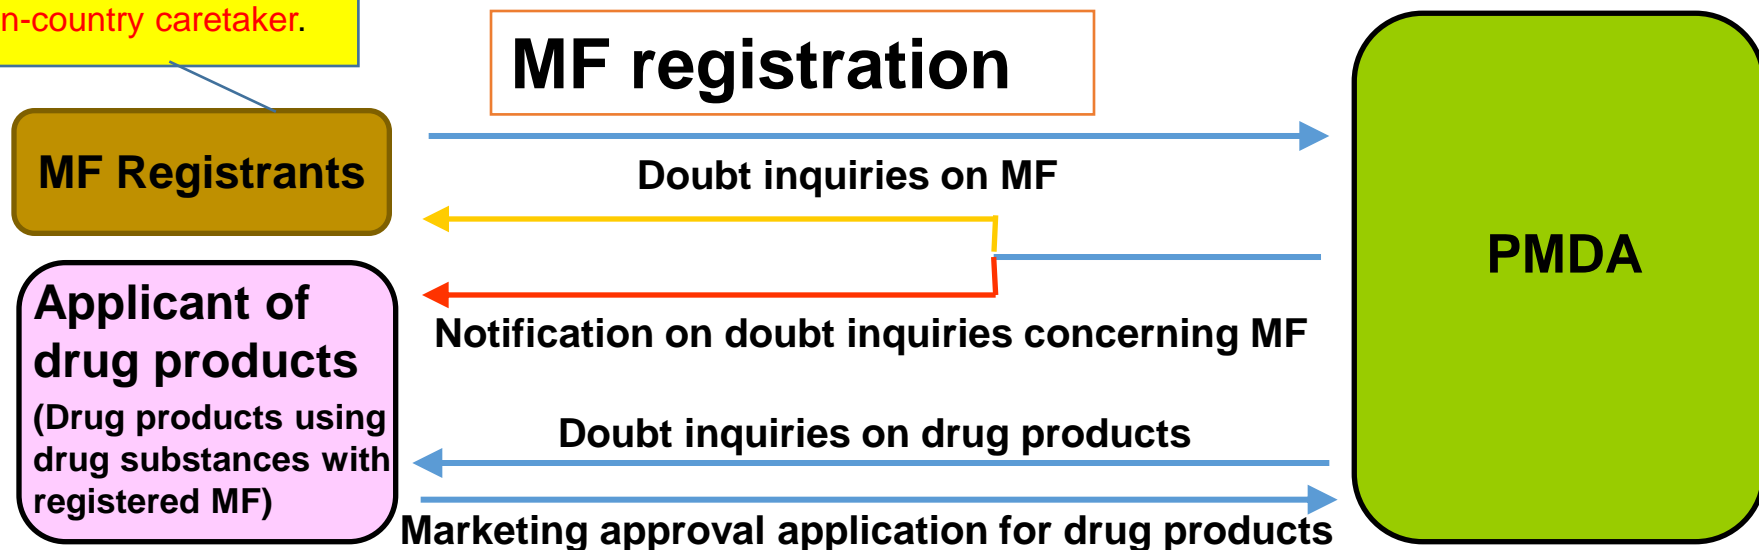 n-country caretaker.
MF registration
MF Registrants
Doubt inquiries on MF
PMDA
Applicant of
drug products
(Drug products using
drug substances with
registered MF)
Notification on doubt inquiries concerning MF
Doubt inquiries on drug products
Marketing approval application for drug products